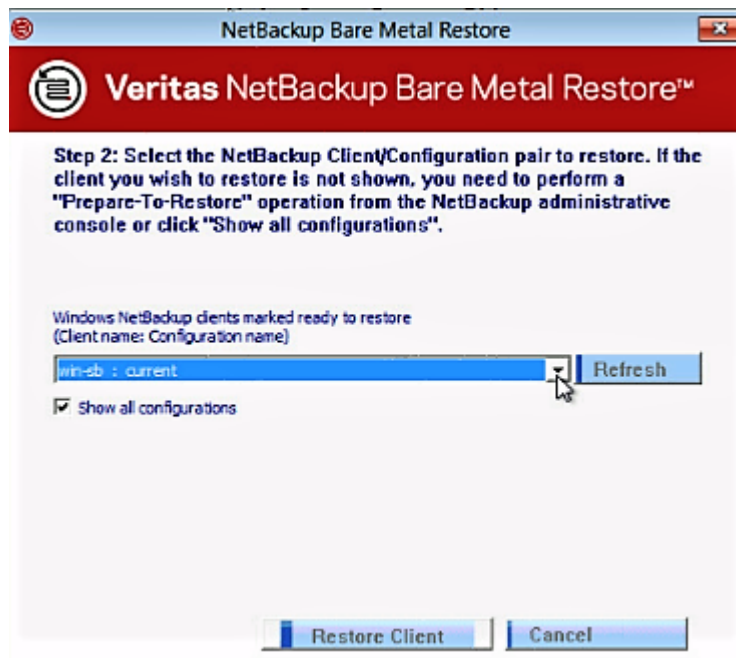 NetBackup Bare Metal Restore
Veritas NetBackup Bare Metal Restore™
Step 2: Select the NetBackup Client/Configuration pair to restore. If the
client you wish to restore is not shown, you need to perform a
"Prepare-To-Restore" operation from the NetBackup administrative
console or click "Show all configurations".
Windows NetBackup clients marked ready to restore
(Client name: Configuration name)
win-sb : current
Refresh
Show all configurations
Restore Client
Cancel